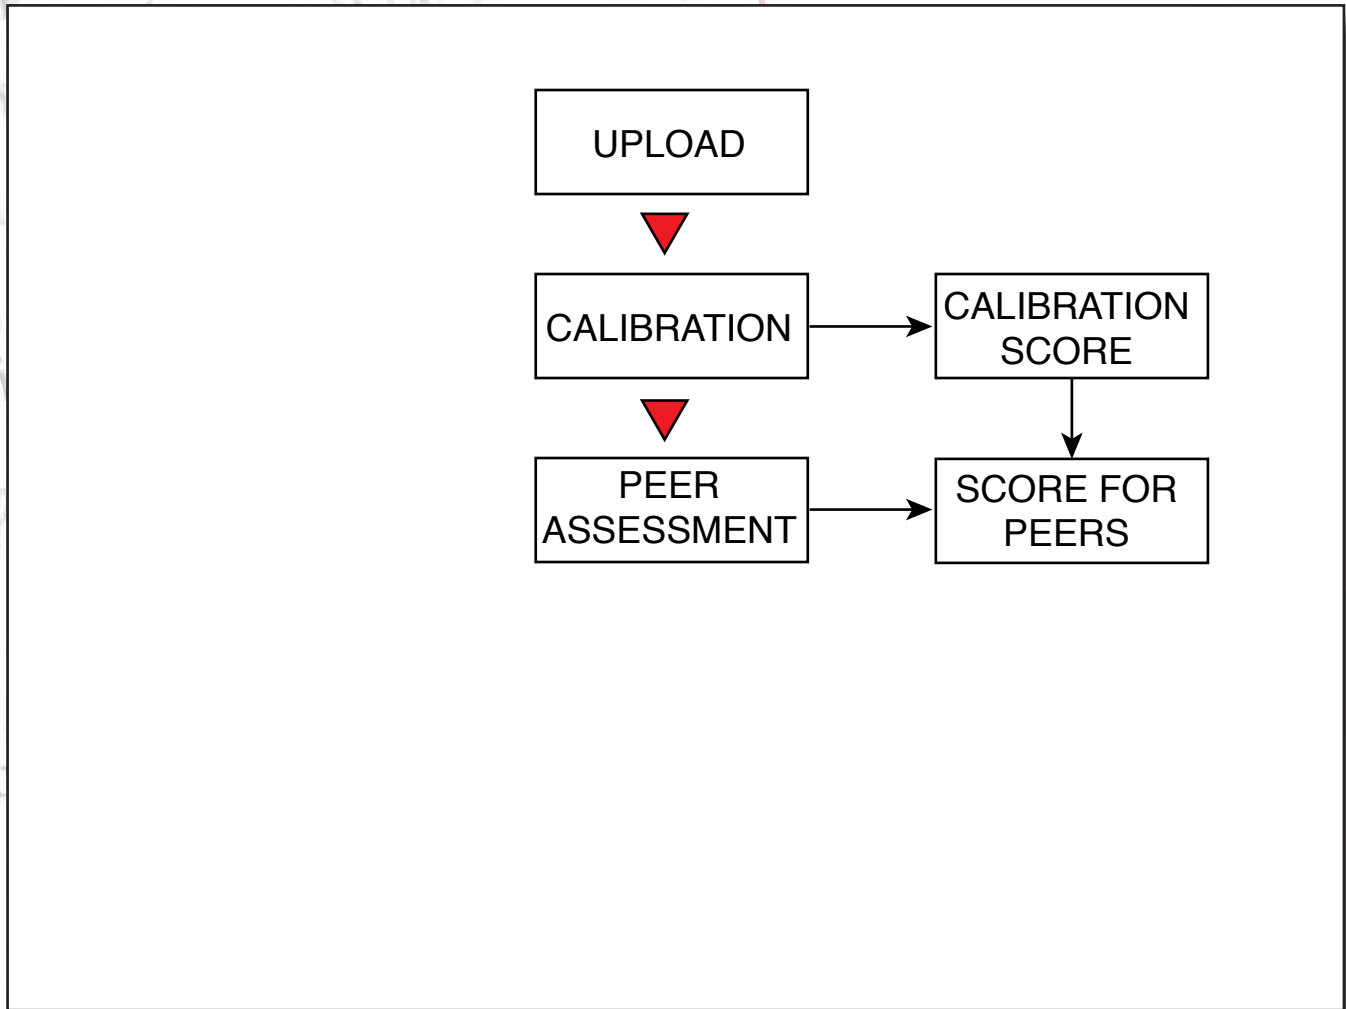 UPLOAD
CALIBRATION
CALIBRATION
SCORE
PEER
ASSESSMENT
SCORE FOR
PEERS